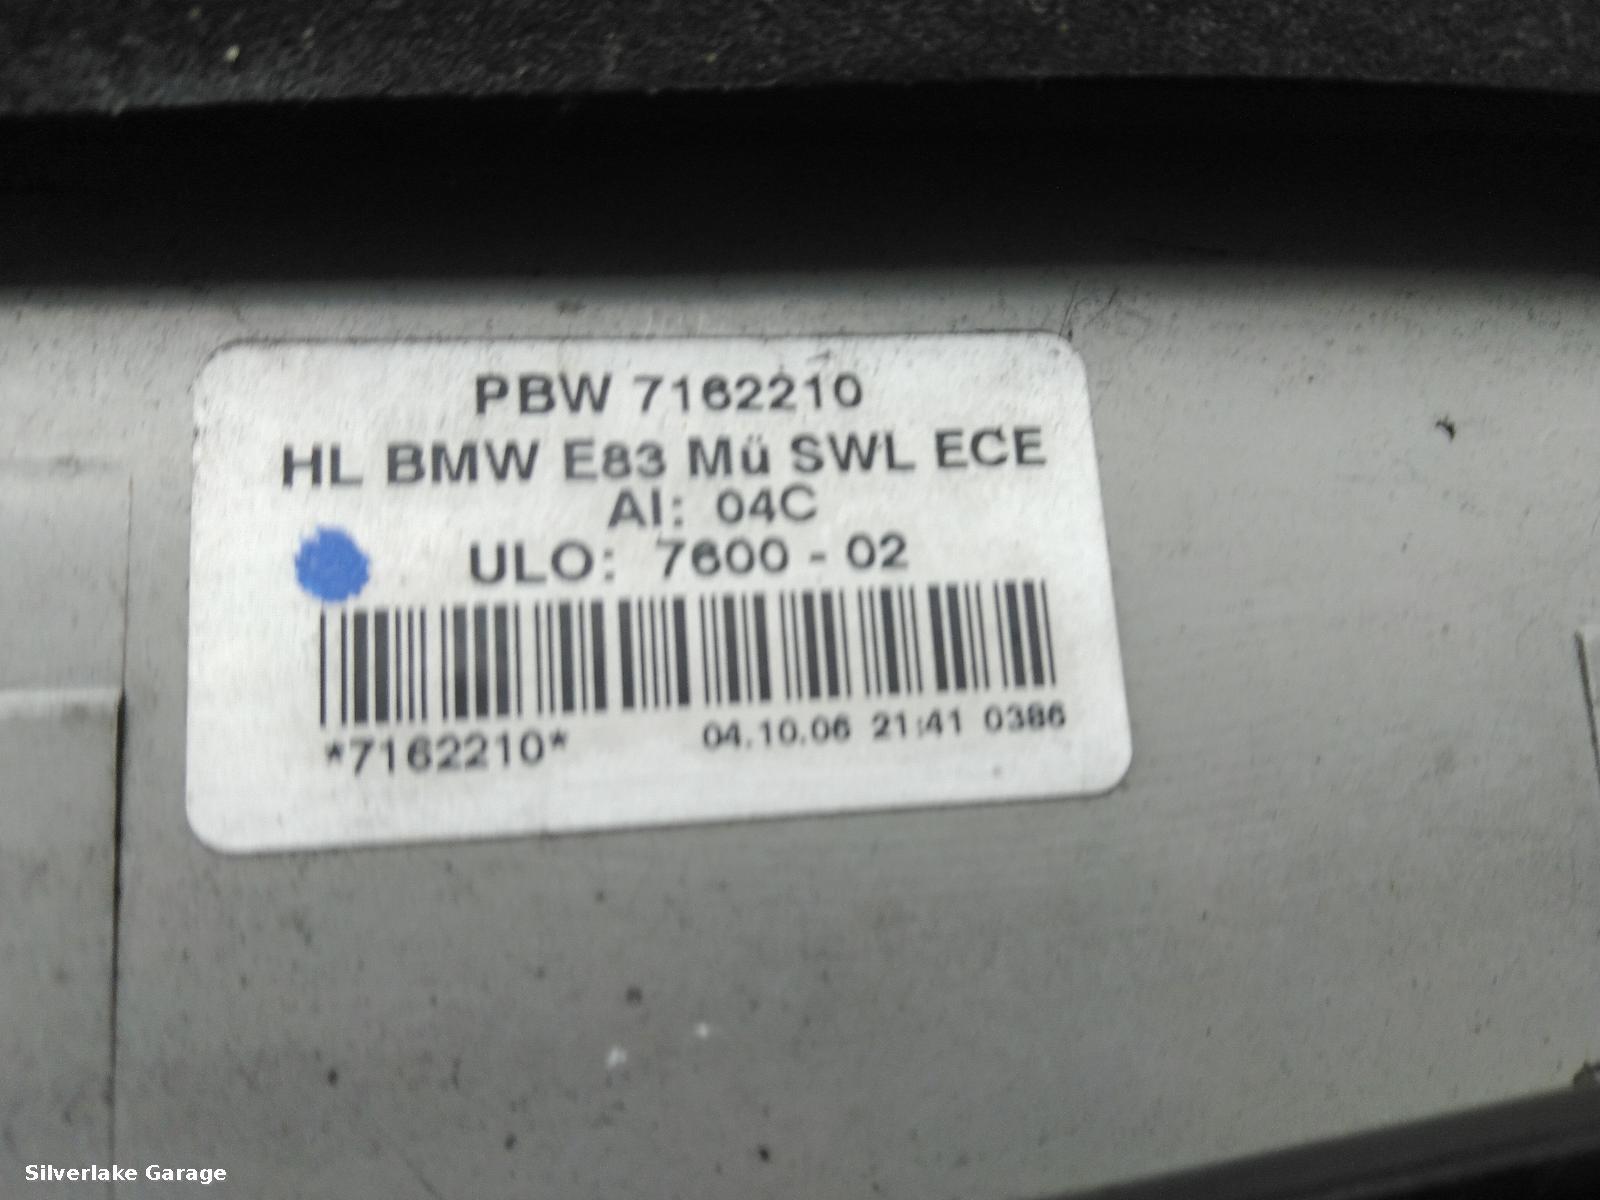 PBW 7162210
HL BMW E83 Mü SWL ECE
AI: 04C
ULO: 7600 - 02
*7162210* 04.10.06 21:41 0386
Silverlake Garage